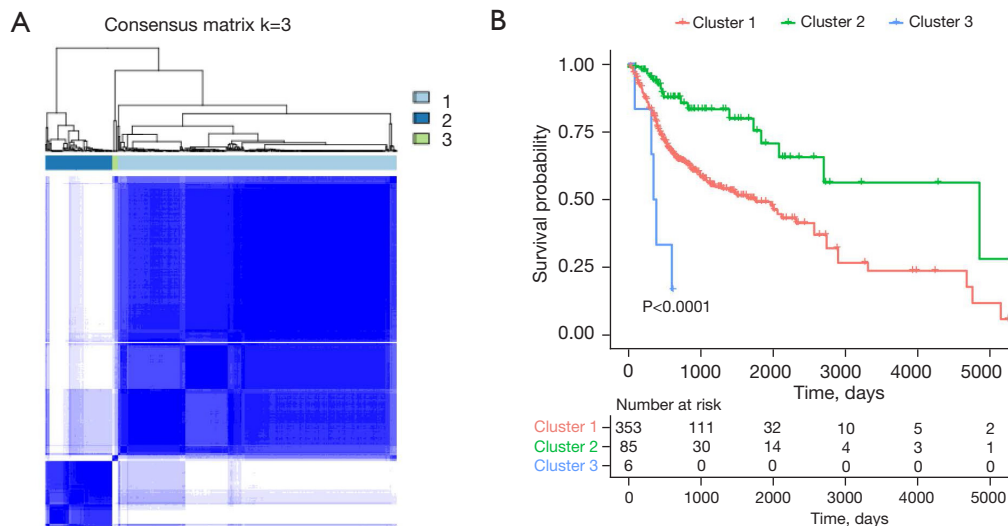 A
Consensus matrix k=3
1
2
3
B
Cluster 1 Cluster 2 Cluster 3
Survival probability
1.00
0.75
0.50
0.25
0.00
P<0.0001
0 1000 2000 3000 4000 5000
Time, days
Number at risk
Cluster 1 353 111 32 10 5 2
Cluster 2 85 30 14 4 3 1
Cluster 3 6 0 0 0 0 0
0 1000 2000 3000 4000 5000
Time, days